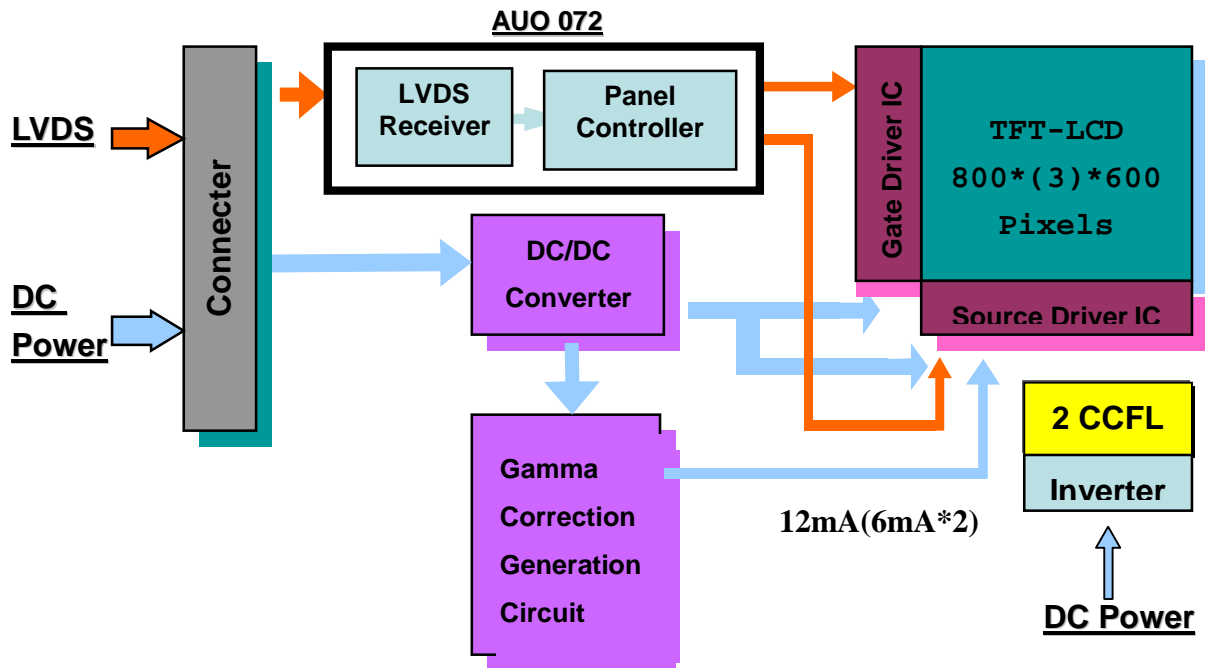 AUO 072
LVDS
Receiver
Panel
Controller
LVDS
DC
Power
Connecter
DC/DC
Converter
Gamma
Correction
Generation
Circuit
Gate Driver IC
TFT-LCD
800*(3)*600
Pixels
Source Driver IC
2 CCFL
Inverter
12mA(6mA*2)
DC Power